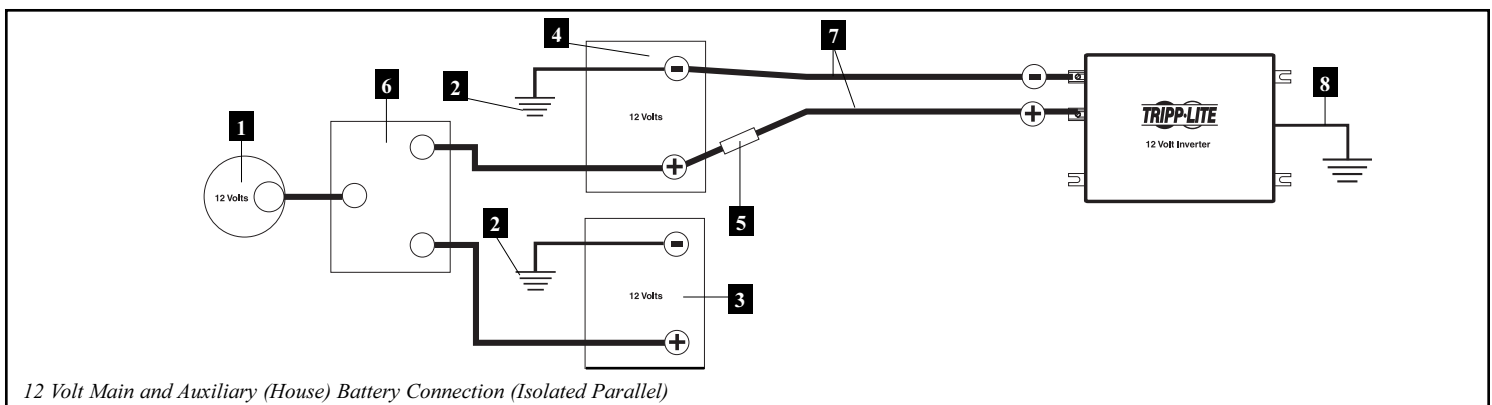 4
7
−
−
2
6
8
TRIPP·LITE
1
12 Volts
+
12 Volt Inverter
+
12 Volts
5
2
−
12 Volts
3
+
12 Volt Main and Auxiliary (House) Battery Connection (Isolated Parallel)